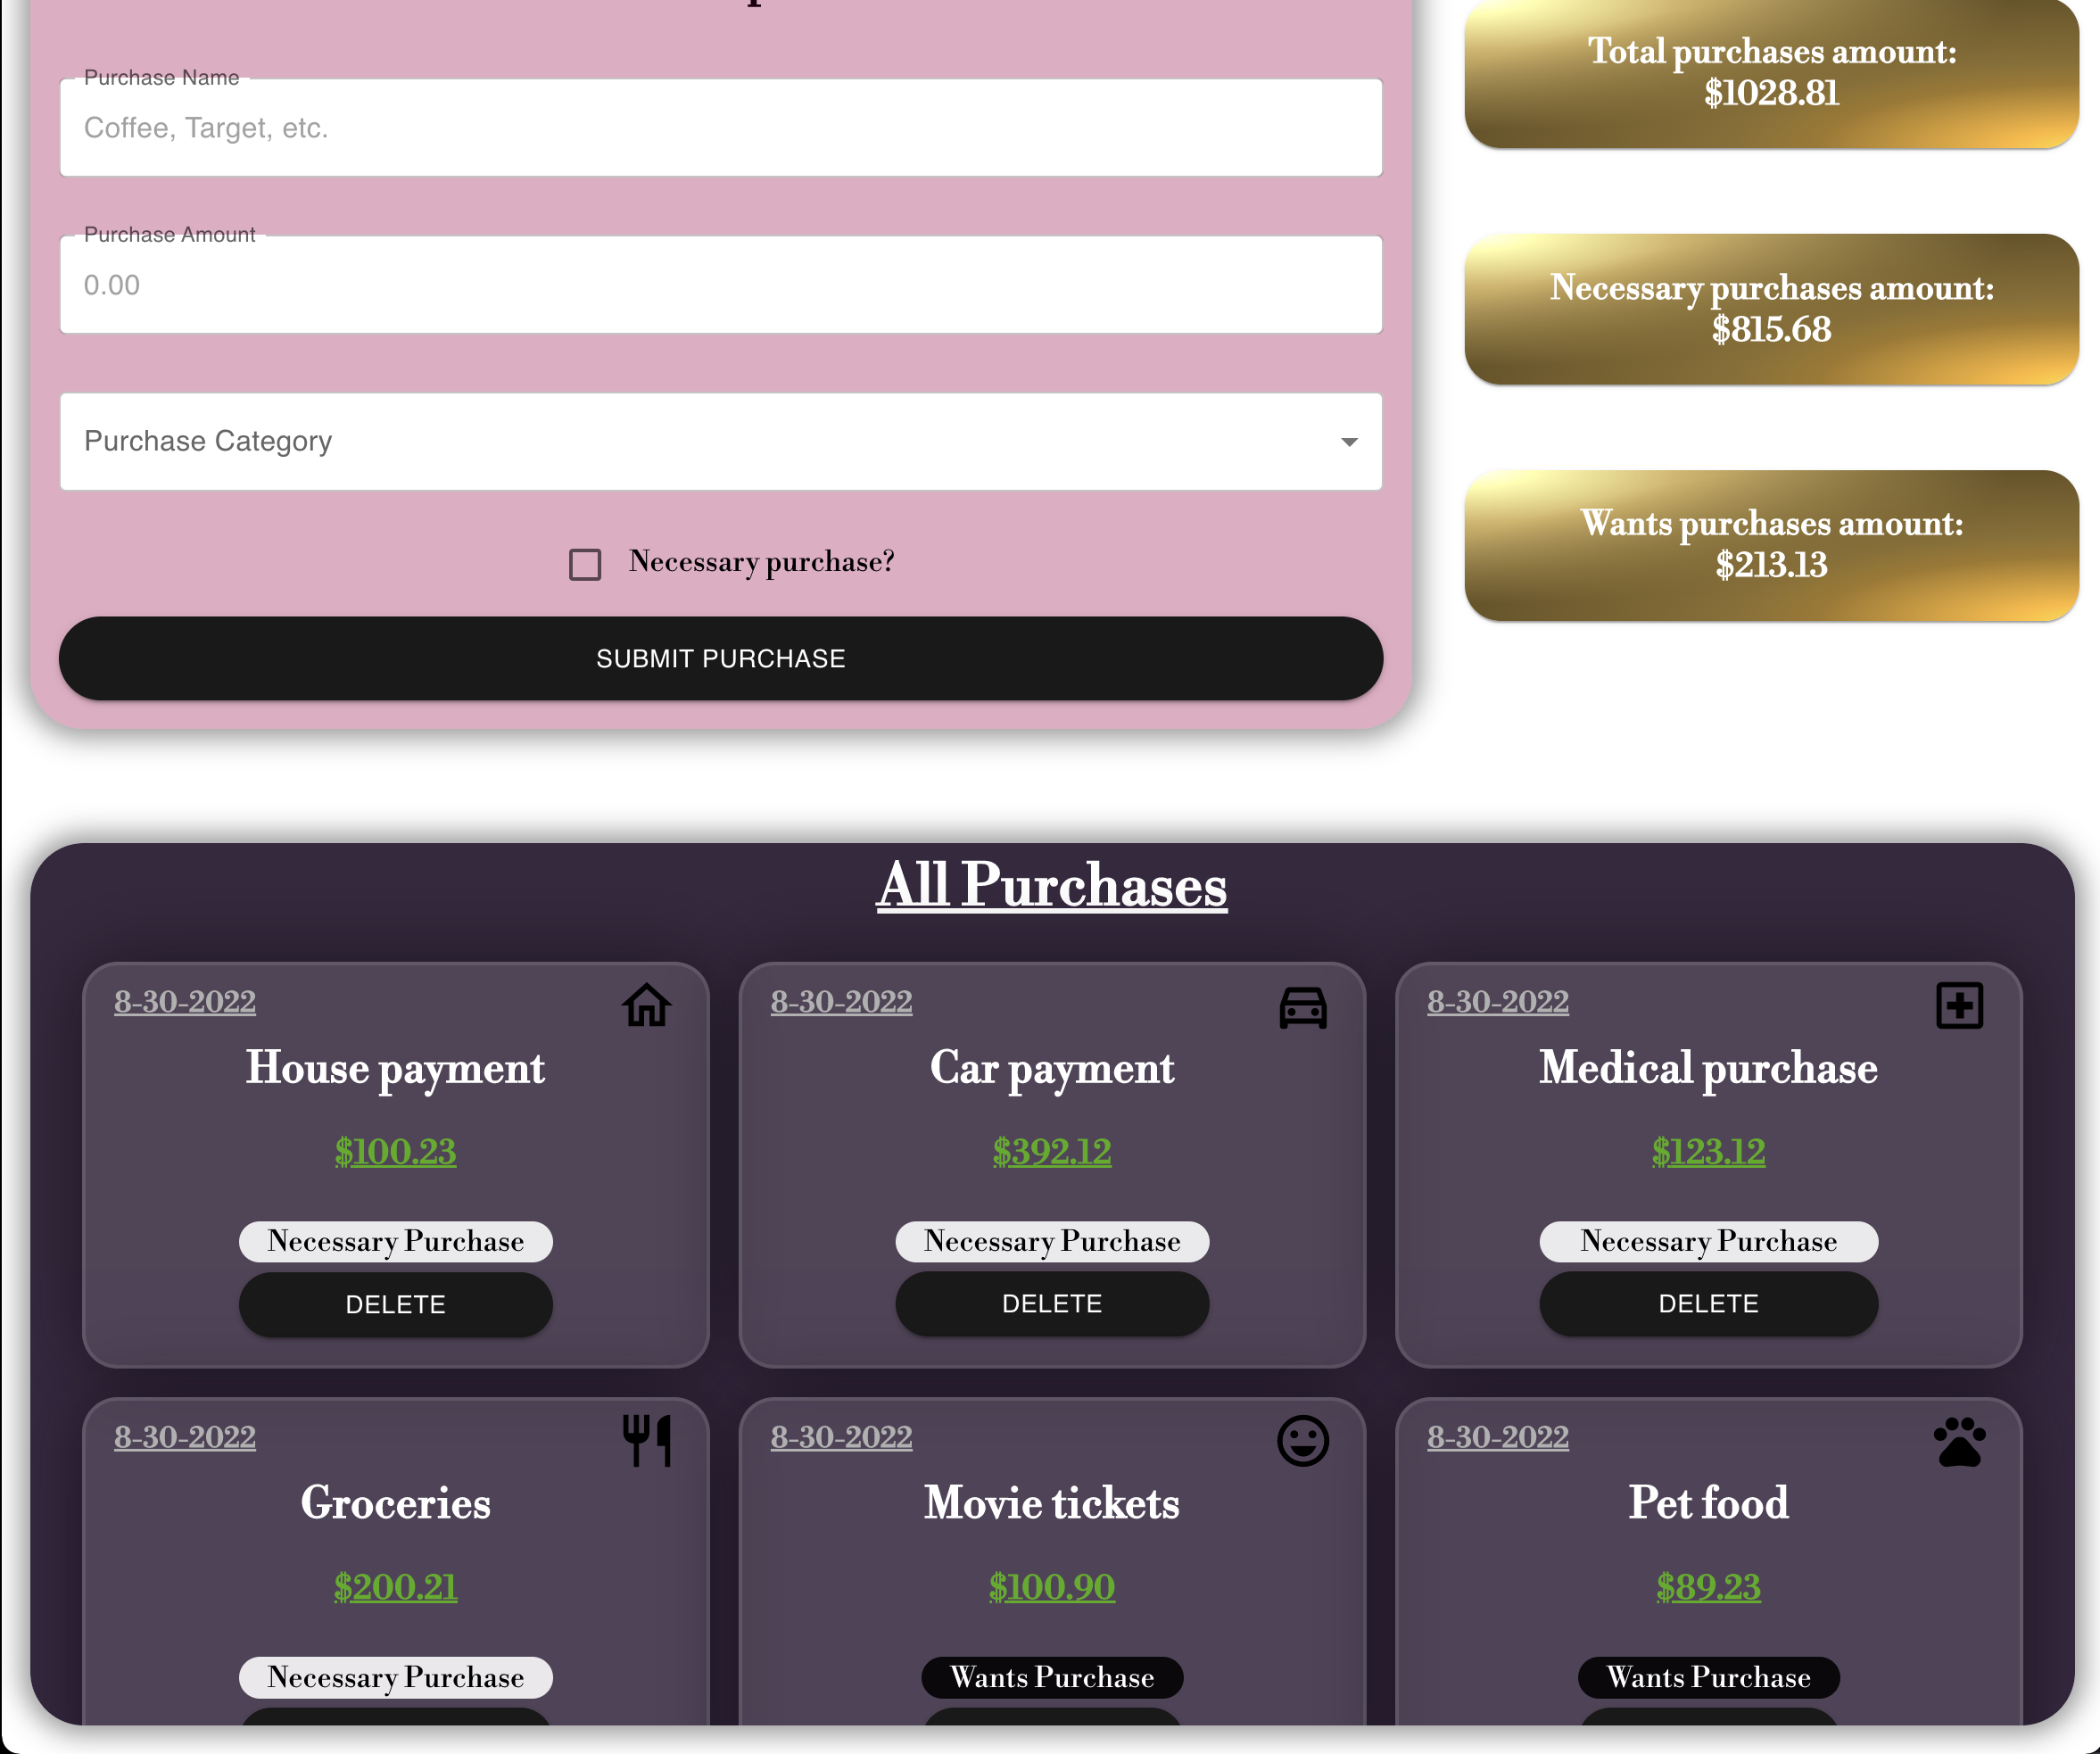 Purchase Name
Coffee, Target, etc.
Purchase Amount
0.00
Purchase Category
Necessary purchase?
SUBMIT PURCHASE
Total purchases amount:
$1028.81
Necessary purchases amount:
$815.68
Wants purchases amount:
$213.13
All Purchases
8-30-2022
House payment
$100.23
Necessary Purchase
DELETE
8-30-2022
Car payment
$392.12
Necessary Purchase
DELETE
8-30-2022
Medical purchase
$123.12
Necessary Purchase
DELETE
8-30-2022
Groceries
$200.21
Necessary Purchase
8-30-2022
Movie tickets
$100.90
Wants Purchase
8-30-2022
Pet food
$89.23
Wants Purchase